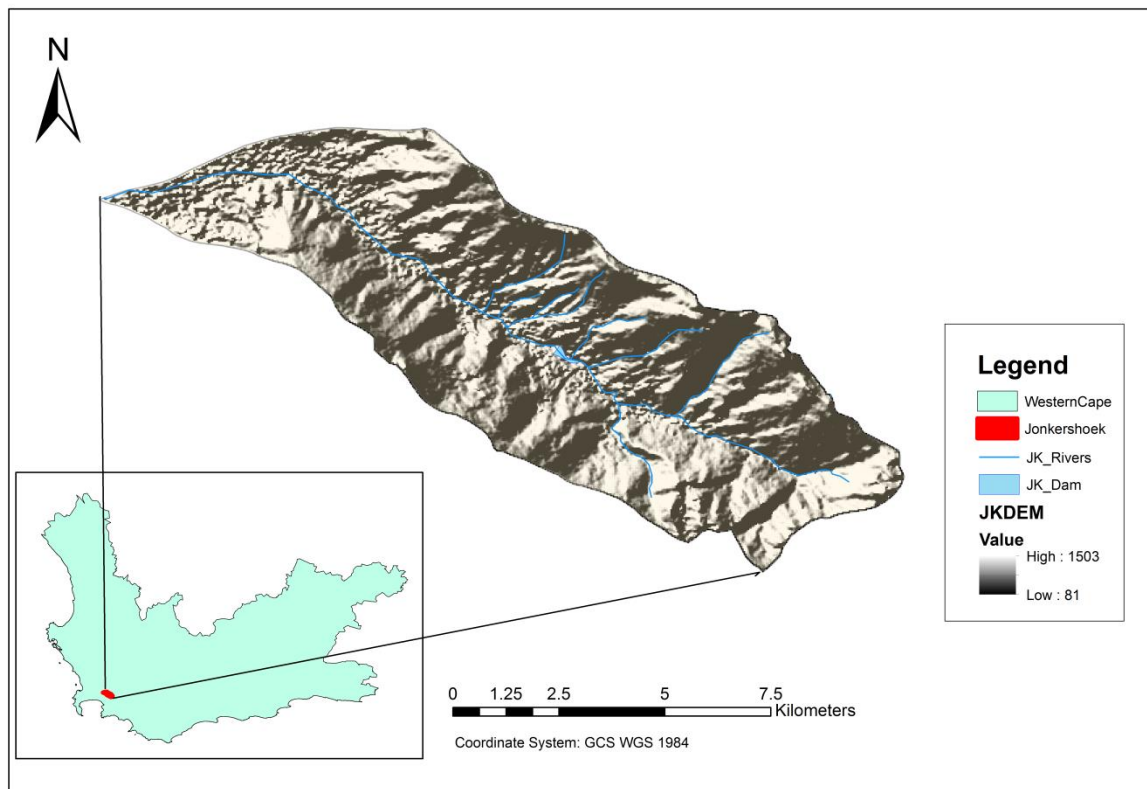 N
Legend
WesternCape
Jonkershoek
JK_Rivers
JK_Dam
JKDEM
Value
High : 1503
Low : 81
0 1.25 2.5 5 7.5
Kilometers
Coordinate System: GCS WGS 1984